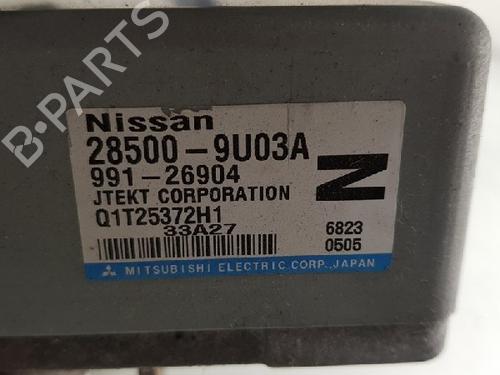 B-PARTS
Nissan
28500-9U03A
991-26904
JTEKT CORPORATION
Q1T25372H1
33A27
N
6823
0505
MITSUBISHI ELECTRIC CORP. JAPAN